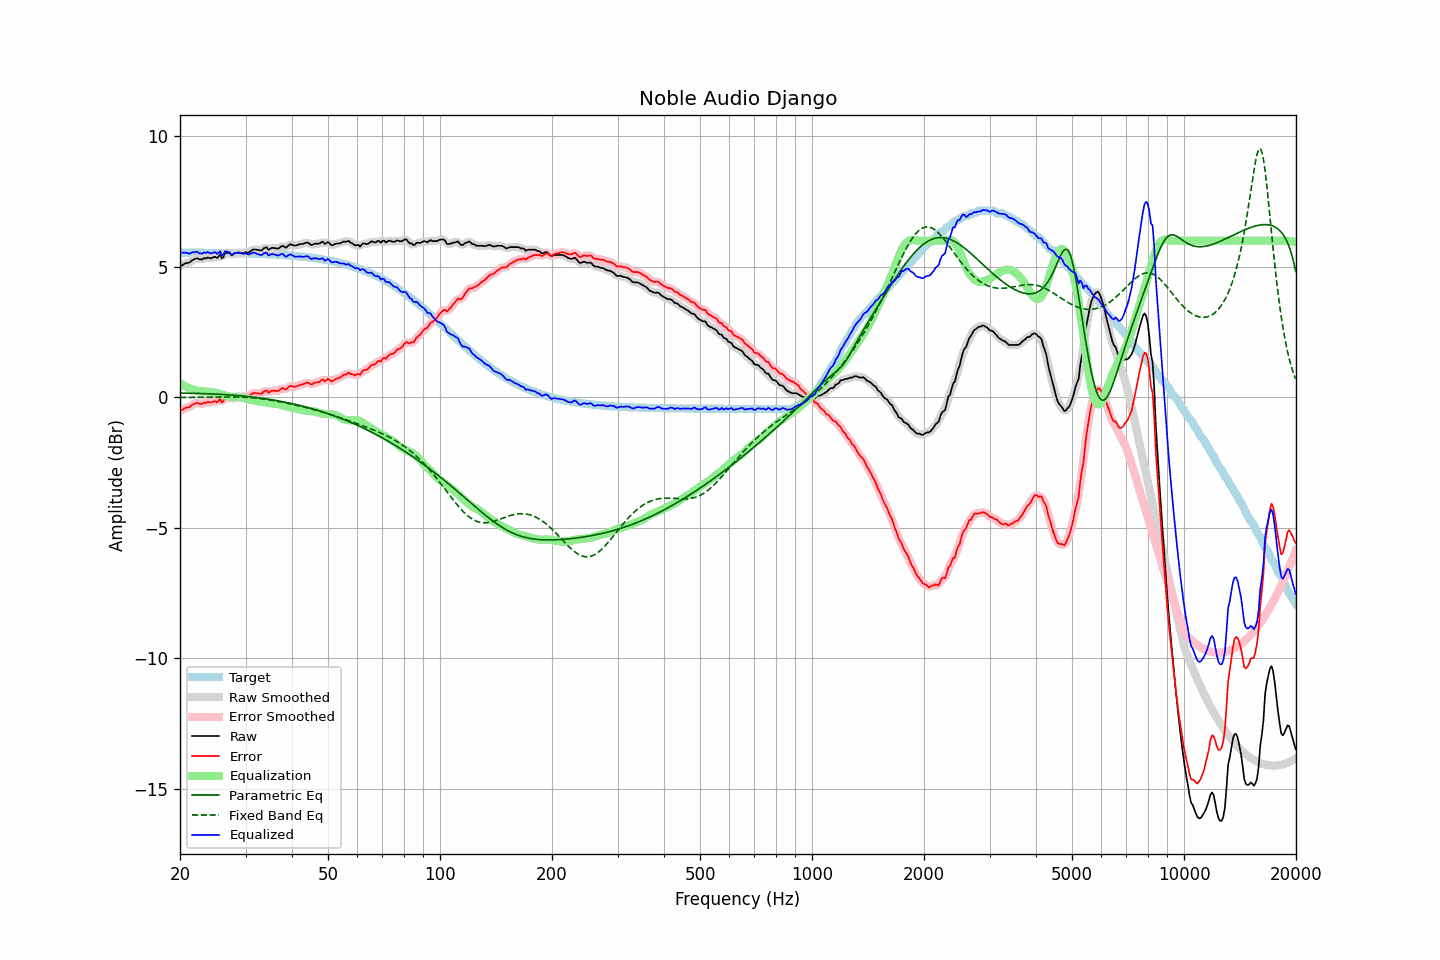 Noble Audio Django
Amplitude (dBr)
10
5
0
−5
−10
−15
Target
Raw Smoothed
Error Smoothed
Raw
Error
Equalization
Parametric Eq
Fixed Band Eq
Equalized
20 50 100 200 500 1000 2000 5000 10000 20000
Frequency (Hz)